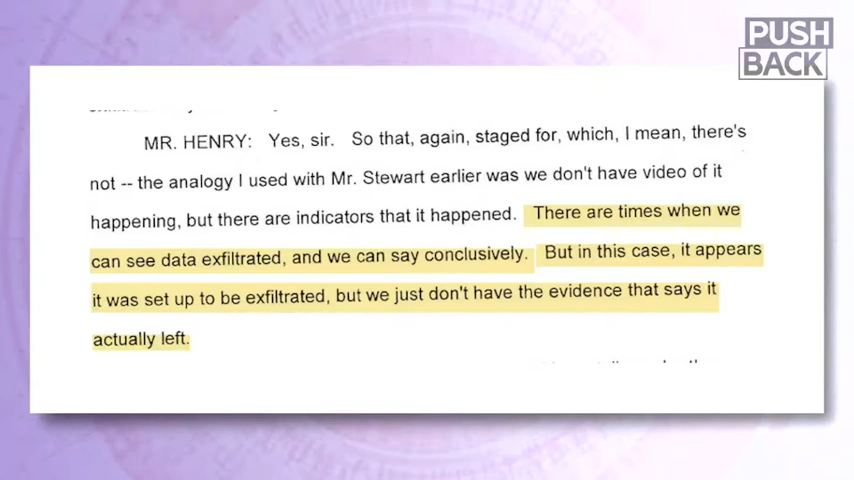 PUSH
BACK
MR. HENRY: Yes, sir. So that, again, staged for, which, I mean, there's
not -- the analogy I used with Mr. Stewart earlier was we don't have video of it
happening, but there are indicators that it happened. There are times when we
can see data exfiltrated, and we can say conclusively. But in this case, it appears
it was set up to be exfiltrated, but we just don't have the evidence that says it
actually left.